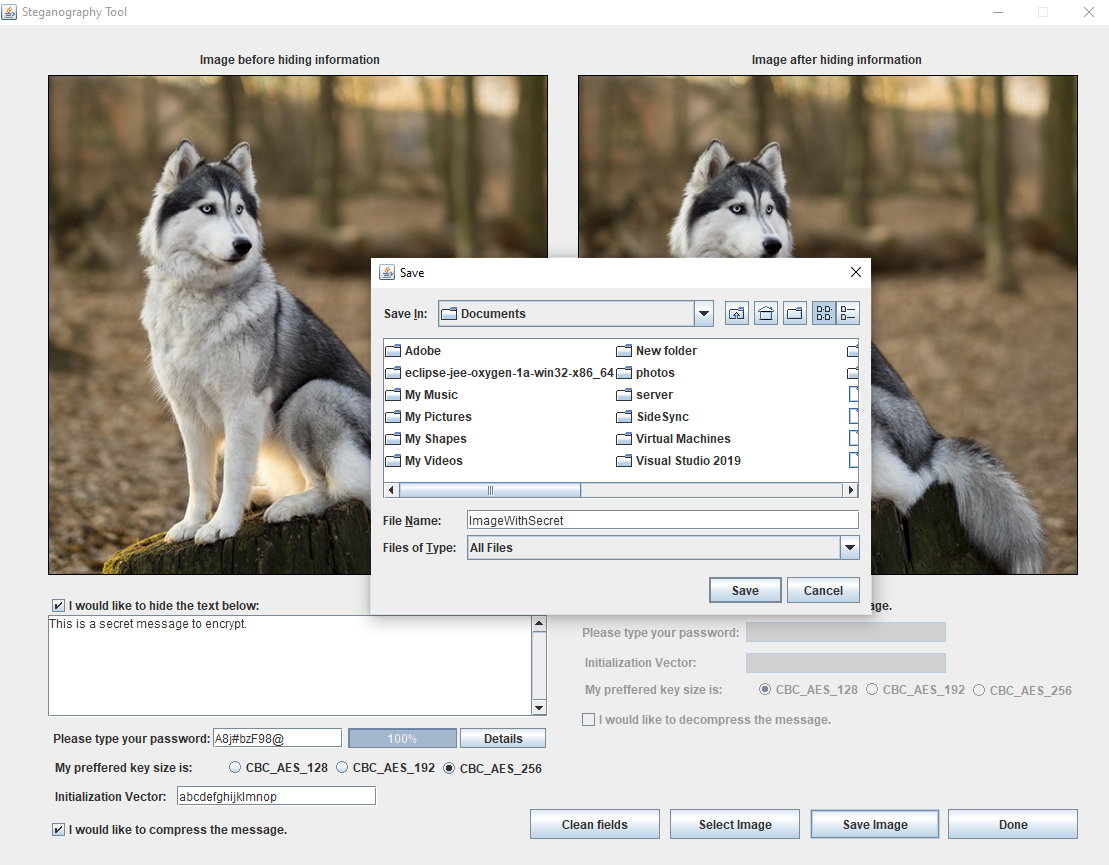 Steganography Tool
Image before hiding information
Image after hiding information
Save
Save In:
Documents
Adobe
New folder
eclipse-jee-oxygen-1a-win32-x86_64
photos
My Music
server
My Pictures
SideSync
My Shapes
Virtual Machines
My Videos
Visual Studio 2019
File Name:
ImageWithSecret
Files of Type:
All Files
Save
Cancel
I would like to hide the text below:
This is a secret message to encrypt.
Please type your password:
A8j#bzF98@
100%
Details
My preffered key size is:
CBC_AES_128
CBC_AES_192
CBC_AES_256
Initialization Vector:
abcdefghijklmnop
I would like to compress the message.
Please type your password:
Initialization Vector:
My preffered key size is:
CBC_AES_128
CBC_AES_192
CBC_AES_256
I would like to decompress the message.
Clean fields
Select Image
Save Image
Done